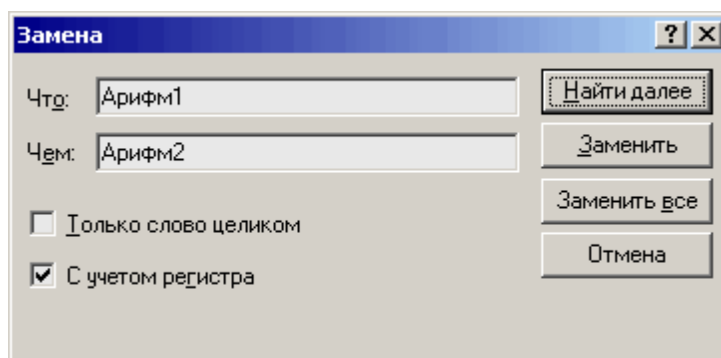 Замена
Что: Арифм1
Чем: Арифм2
Только слово целиком
С учетом регистра
Найти далее
Заменить
Заменить все
Отмена